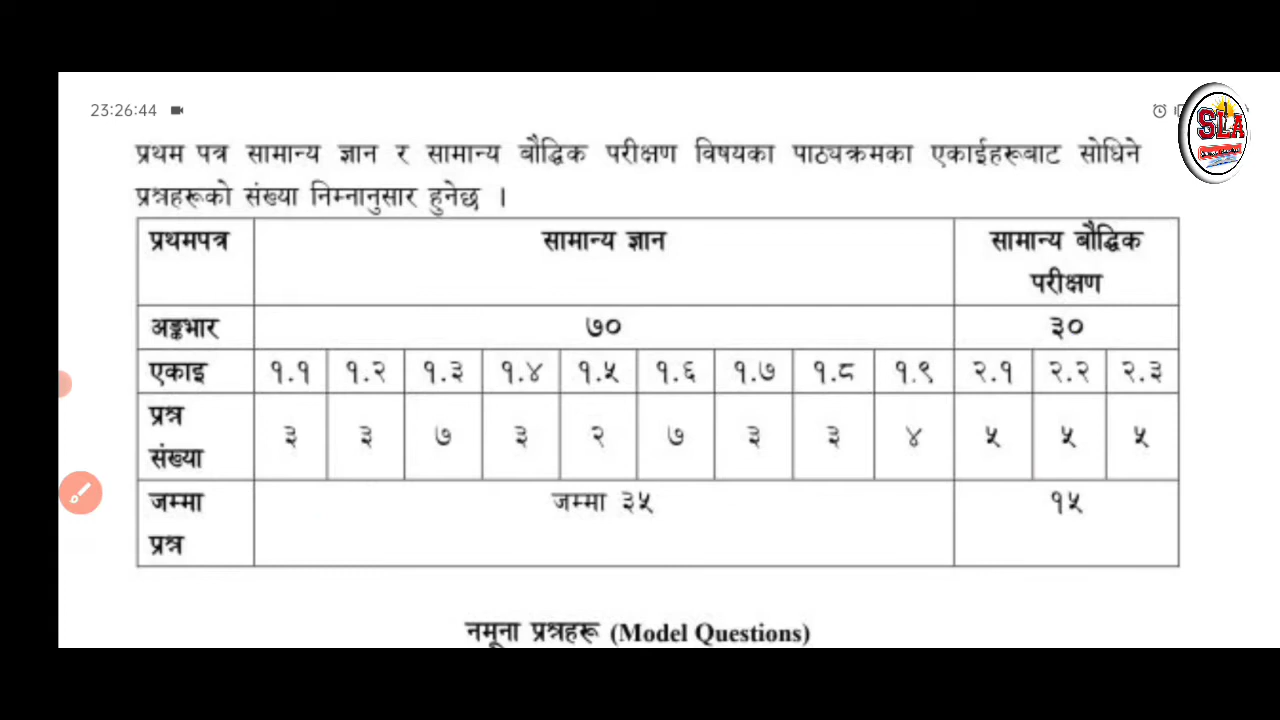 23:26:44
SLA
प्रथम पत्र सामान्य ज्ञान र सामान्य बौद्धिक परीक्षण विषयका पाठ्यक्रमका एकाईहरूबाट सोधिने
प्रश्नहरूको संख्या निम्नानुसार हुनेछ ।
प्रथमपत्र सामान्य ज्ञान सामान्य बौद्धिक
परीक्षण
अङ्कभार ७० ३०
एकाइ १.१ १.२ १.३ १.४ १.५ १.६ १.७ १.८ १.९ २.१ २.२ २.३
प्रश्न
संख्या ३ ३ ७ ३ २ ७ ३ ३ ४ ५ ५ ५
जम्मा जम्मा ३५ १५
प्रश्न
नमूना प्रश्नहरू (Model Questions)